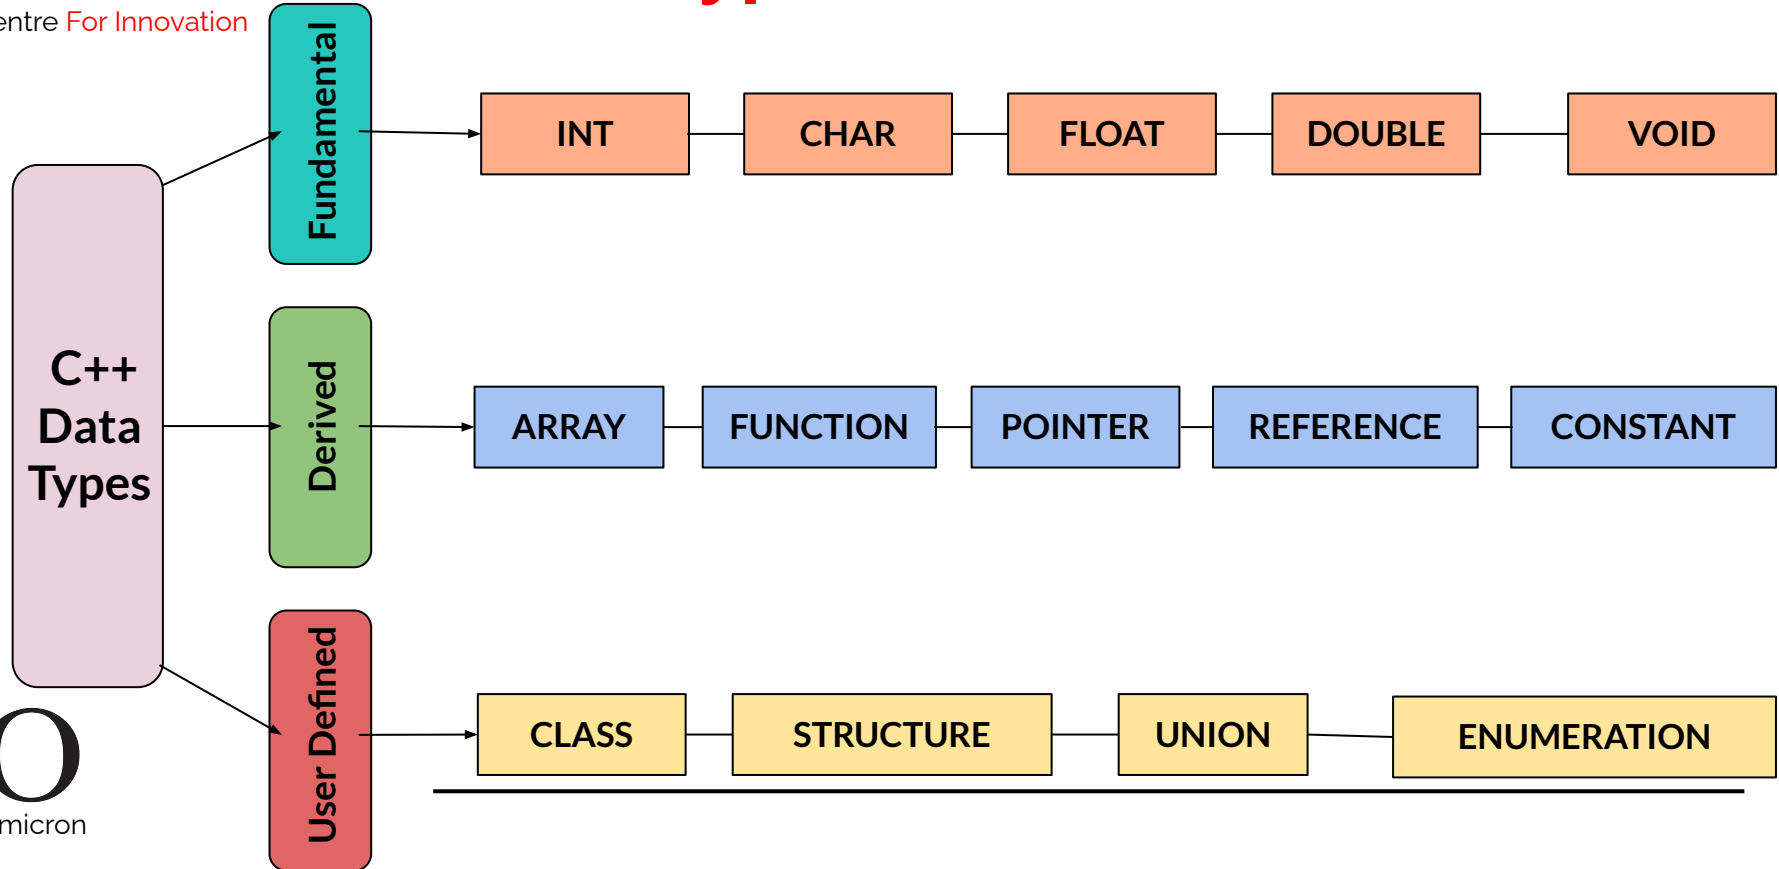 entre For Innovation
Fundamental
INT
CHAR
FLOAT
DOUBLE
VOID
C++
Data
Types
Derived
ARRAY
FUNCTION
POINTER
REFERENCE
CONSTANT
User Defined
CLASS
STRUCTURE
UNION
ENUMERATION
O
micron